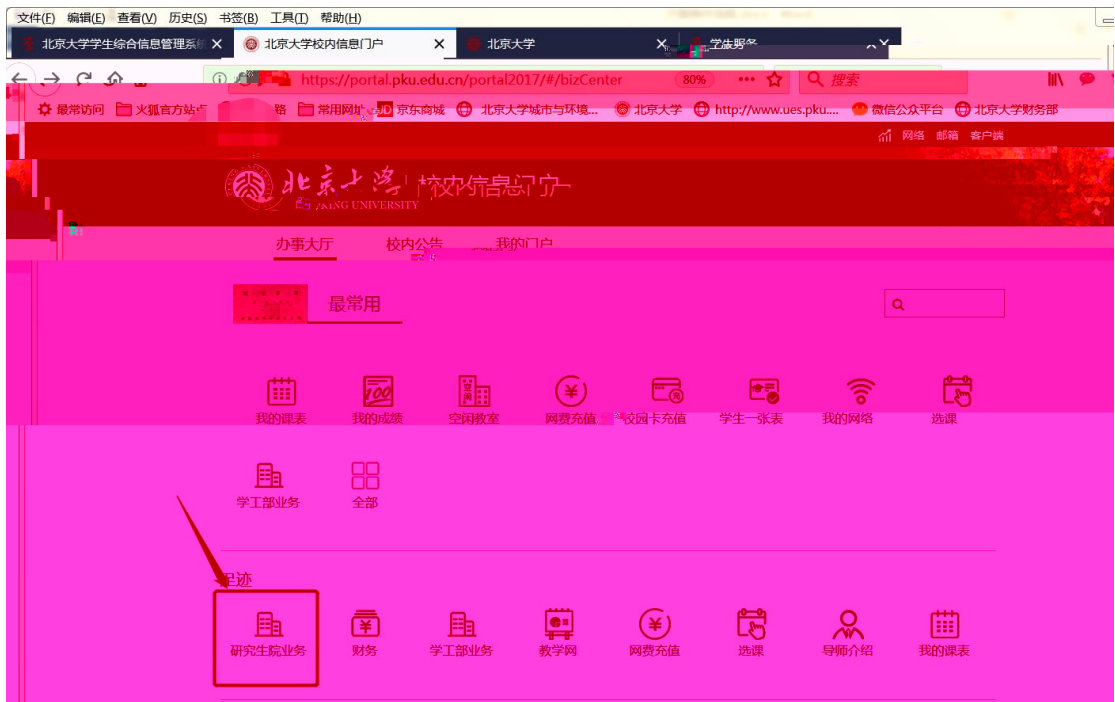 文件(F) 编辑(E) 查看(V) 历史(S) 书签(B) 工具(T) 帮助(H)
北京大学学生综合信息管理系统 北京大学校内信息门户 北京大学
https://portal.pku.edu.cn/portal2017/#/bizCenter 80% 搜索
最常访问 火狐官方站点 常用网址 JD 京东商城 北京大学城市与环境... 北京大学 http://www.ues.pku.... 微信公众平台 北京大学财务部
网络 邮箱 客户端
北京大学 校内信息门户
办事大厅 校内公告 我的门户
最常用
我的课表 我的成绩 空闲教室 网费充值 校园卡充值 学生一张表 我的网络 选课
学工部业务 全部
足迹
研究生院业务 财务 学工部业务 教学网 网费充值 选课 导师介绍 我的课表